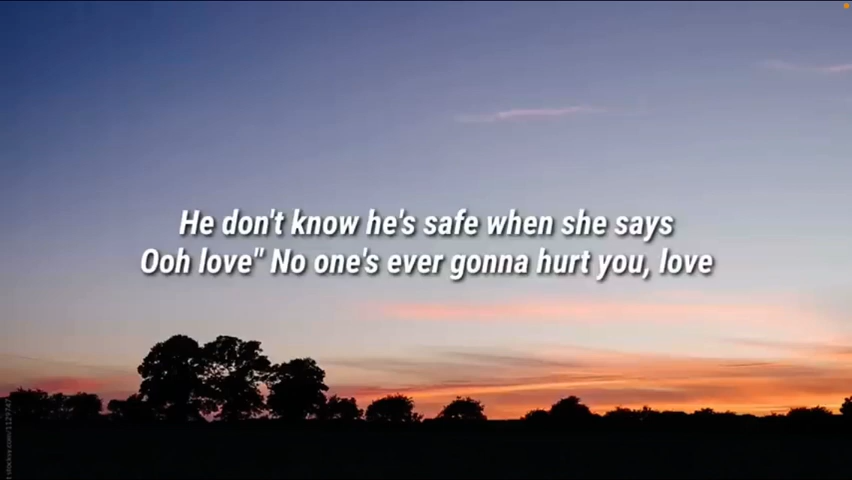 He don't know he's safe when she says
Ooh love" No one's ever gonna hurt you, love